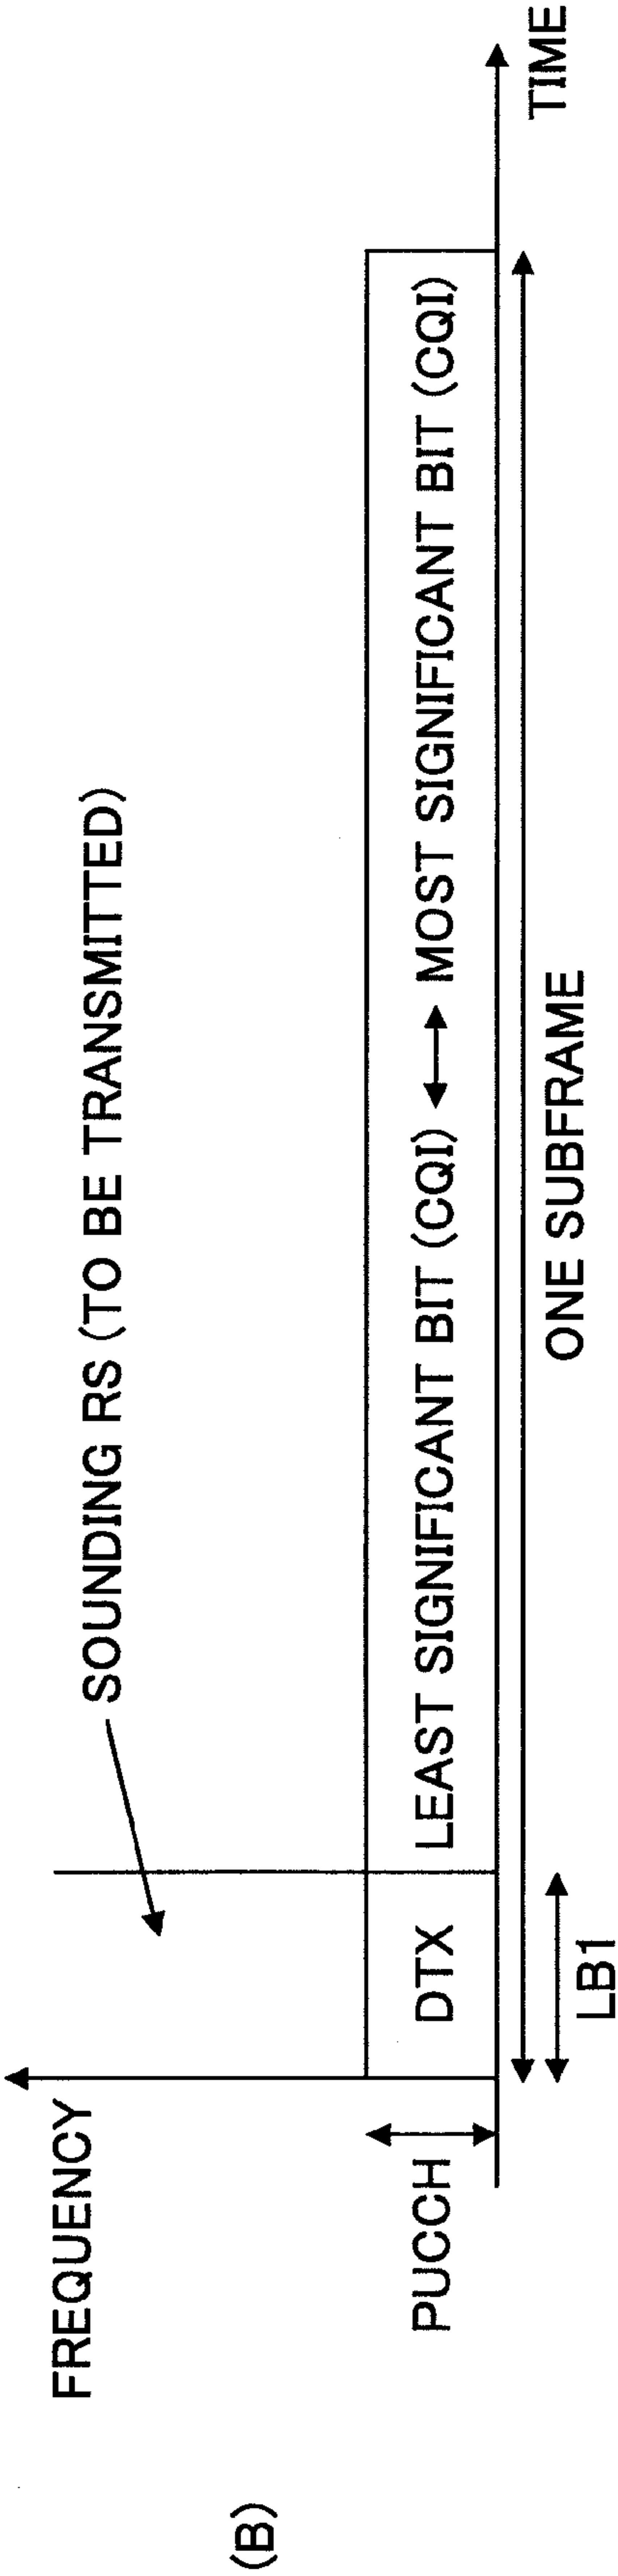 (B)
FREQUENCY
SOUNDING RS (TO BE TRANSMITTED)
PUCCH
DTX
LEAST SIGNIFICANT BIT (CQI) ↔ MOST SIGNIFICANT BIT (CQI)
TIME
LB1
ONE SUBFRAME